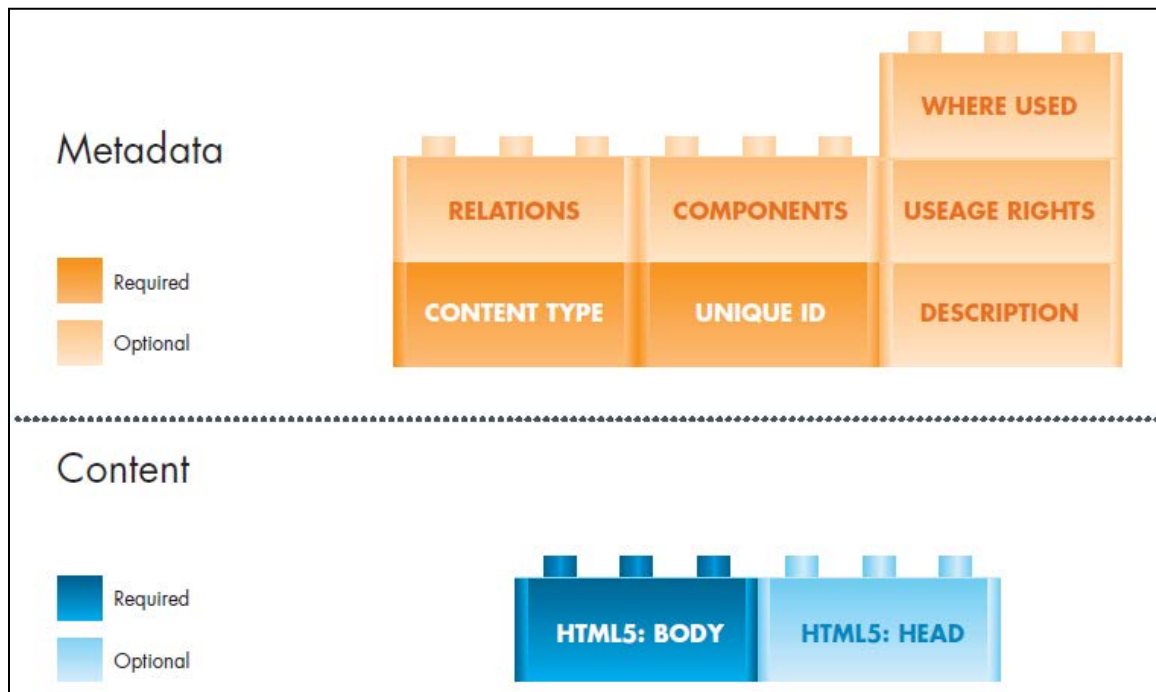 Metadata
Required
Optional
WHERE USED
RELATIONS
COMPONENTS
USEAGE RIGHTS
CONTENT TYPE
UNIQUE ID
DESCRIPTION
Content
Required
Optional
HTML5: BODY
HTML5: HEAD